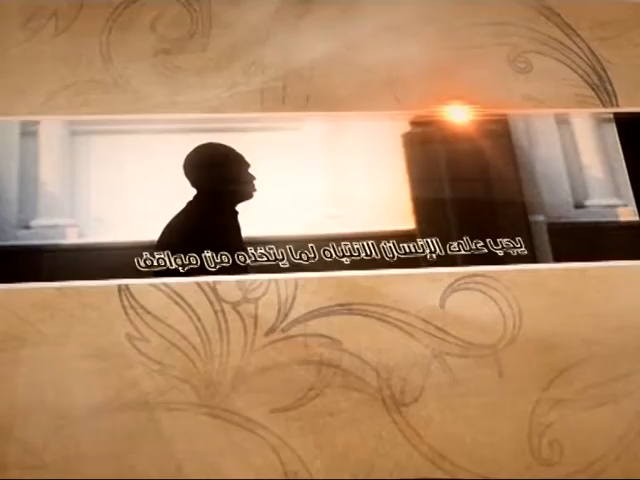 يجب على الإنسان الانتباه لما يتخذه من مواقف